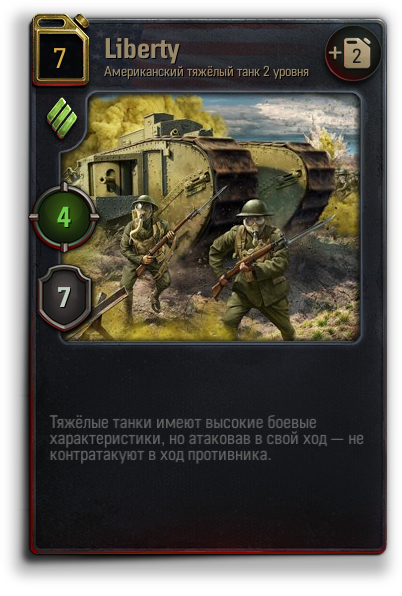 7
Liberty
Американский тяжёлый танк 2 уровня
+2
4
7
Тяжёлые танки имеют высокие боевые
характеристики, но атаковав в свой ход — не
контратакуют в ход противника.